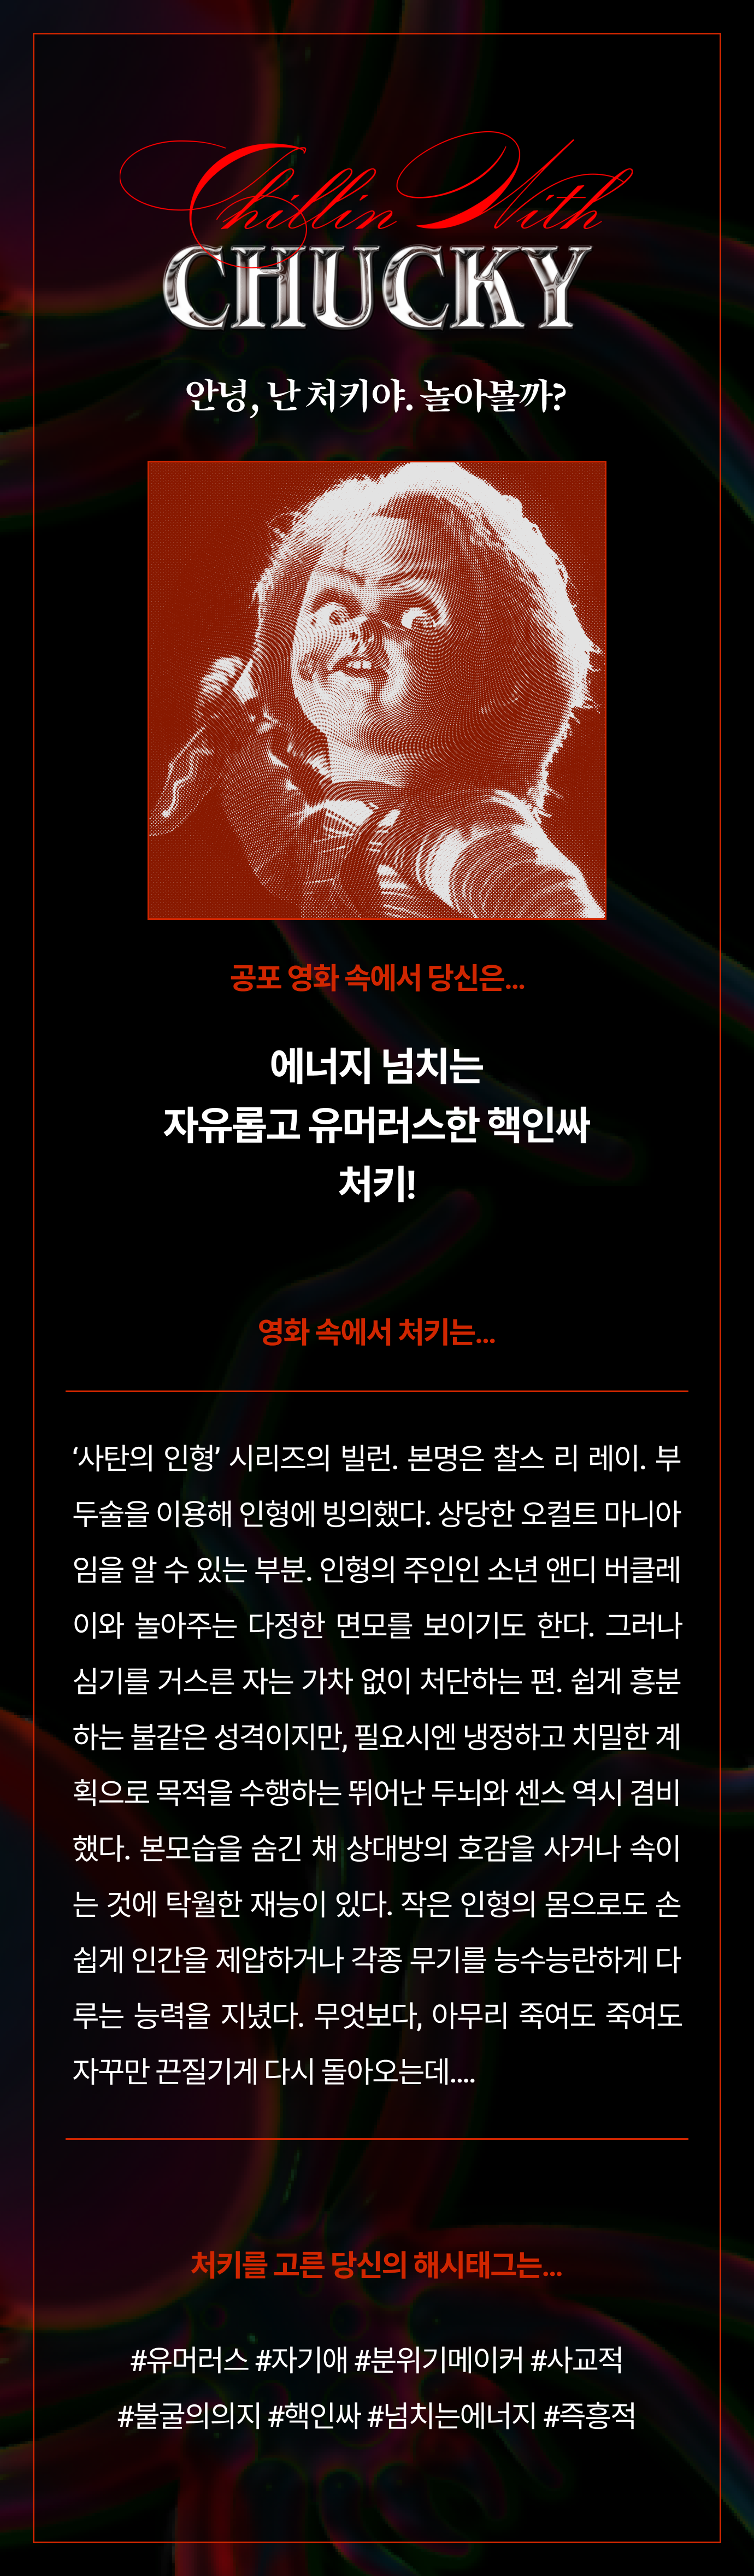 Chillin With
CHUCKY
안녕, 난 처키야. 놀아볼까?
공포 영화 속에서 당신은...
에너지 넘치는
자유롭고 유머러스한 핵인싸
처키!
영화 속에서 처키는...
‘사탄의 인형’ 시리즈의 빌런. 본명은 찰스 리 레이. 부
두술을 이용해 인형에 빙의했다. 상당한 오컬트 마니아
임을 알 수 있는 부분. 인형의 주인인 소년 앤디 버클레
이와 놀아주는 다정한 면모를 보이기도 한다. 그러나
심기를 거스른 자는 가차 없이 처단하는 편. 쉽게 흥분
하는 불같은 성격이지만, 필요시엔 냉정하고 치밀한 계
획으로 목적을 수행하는 뛰어난 두뇌와 센스 역시 겸비
했다. 본모습을 숨긴 채 상대방의 호감을 사거나 속이
는 것에 탁월한 재능이 있다. 작은 인형의 몸으로도 손
쉽게 인간을 제압하거나 각종 무기를 능수능란하게 다
루는 능력을 지녔다. 무엇보다, 아무리 죽여도 죽여도
자꾸만 끈질기게 다시 돌아오는데....
처키를 고른 당신의 해시태그는...
#유머러스 #자기애 #분위기메이커 #사교적
#불굴의의지 #핵인싸 #넘치는에너지 #즉흥적